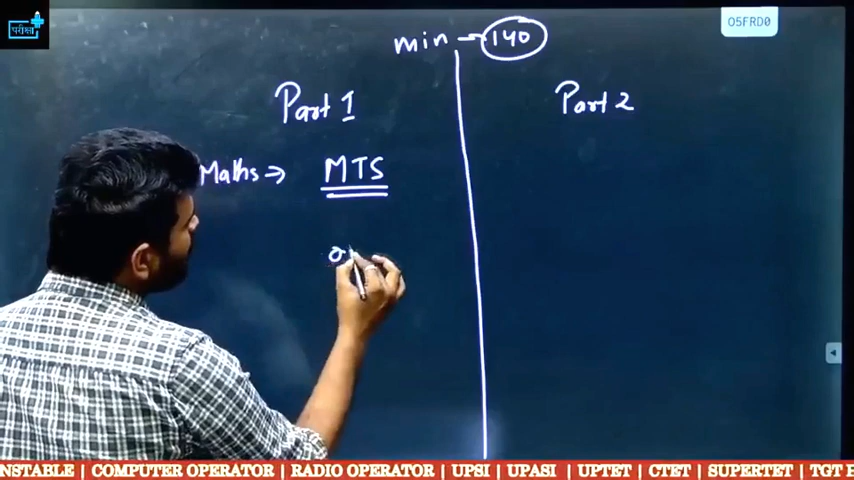 परीक्षा
O5FRD0
min → 140
Part 1
Part 2
Maths → MTS
NSTABLE | COMPUTER OPERATOR | RADIO OPERATOR | UPSI | UPASI | UPTET | CTET | SUPERTET | TGT